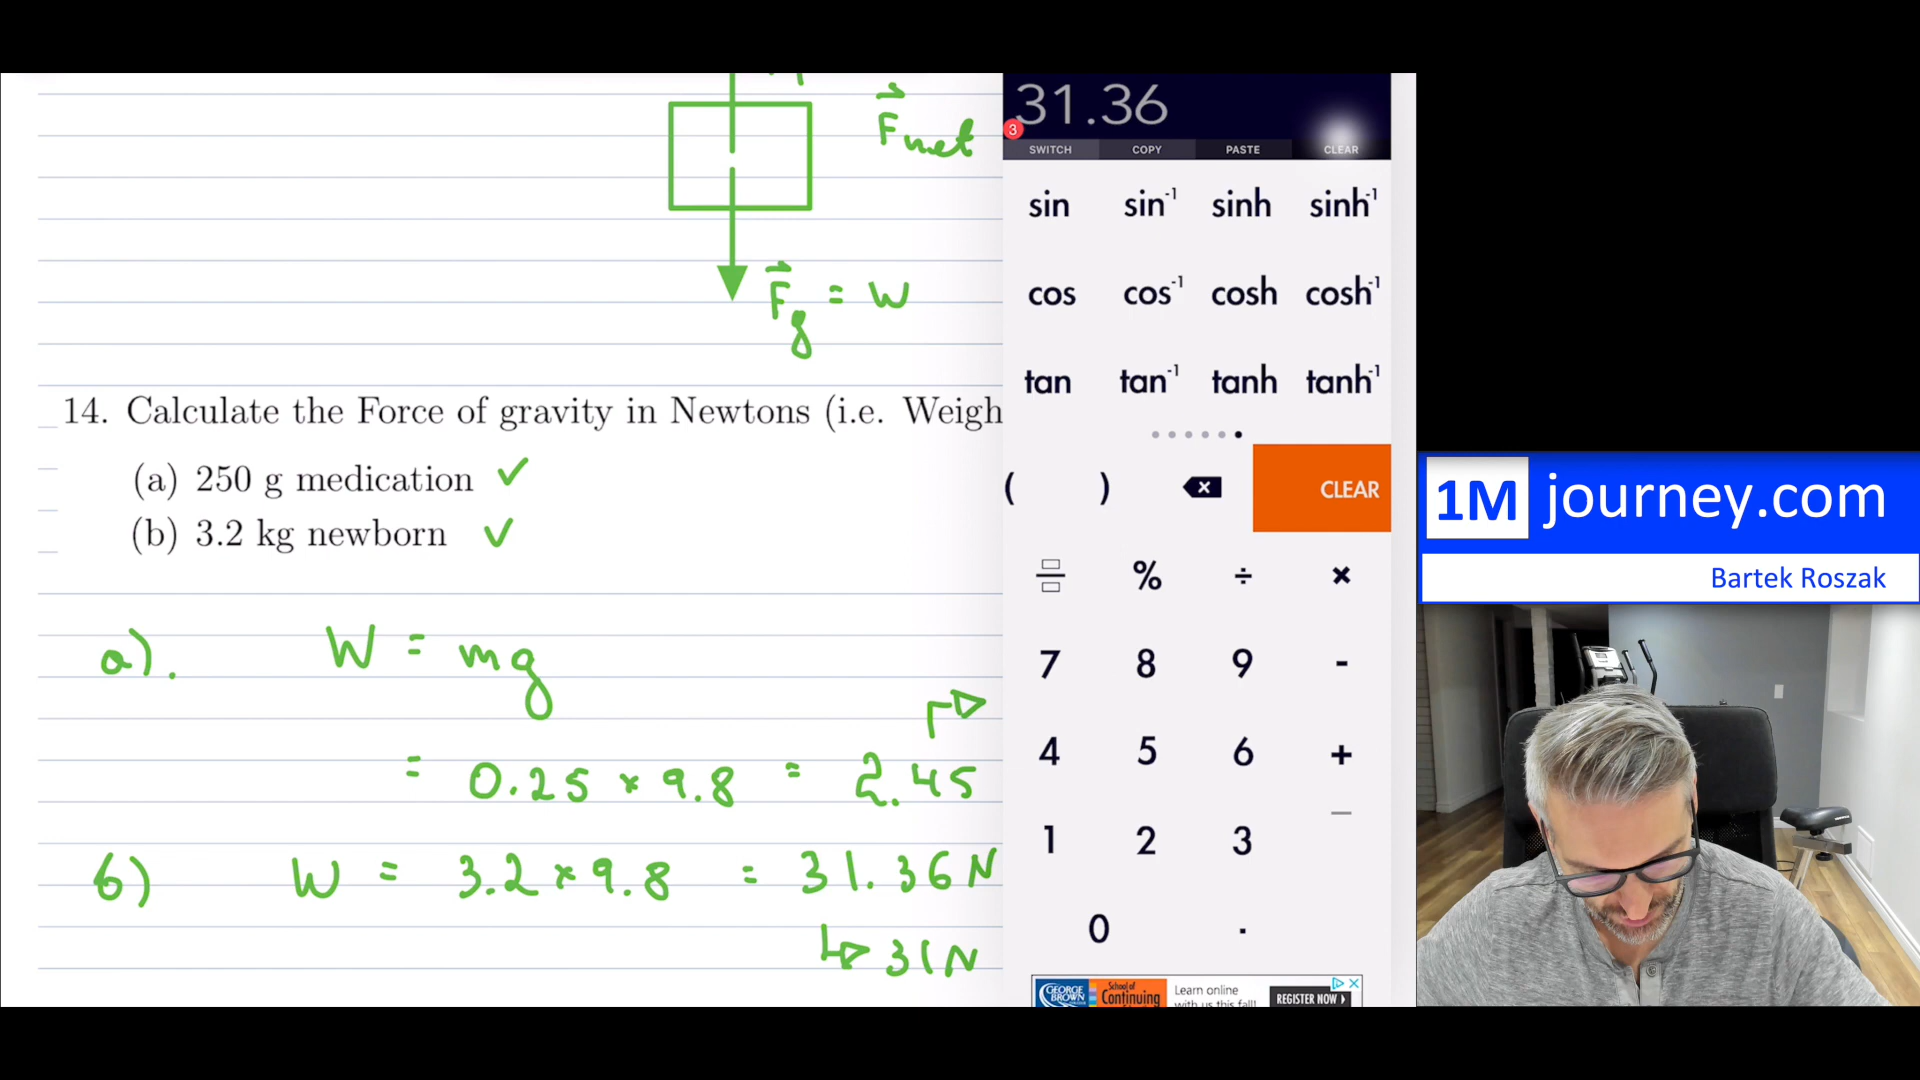 F net
F g = W
14. Calculate the Force of gravity in Newtons (i.e. Weigh
(a) 250 g medication ✓
(b) 3.2 kg newborn ✓
a). W = mg
= 0.25 × 9.8 = 2.45
b) W = 3.2 × 9.8 = 31.36 N
↳ 31 N
31.36
3
SWITCH COPY PASTE CLEAR
sin sin⁻¹ sinh sinh⁻¹
cos cos⁻¹ cosh cosh⁻¹
tan tan⁻¹ tanh tanh⁻¹
( ) CLEAR
% ÷ ×
7 8 9 -
4 5 6 +
1 2 3
0 .
GEORGE BROWN
School of Continuing
Learn online
with us this fall!
REGISTER NOW
1M journey.com
Bartek Roszak